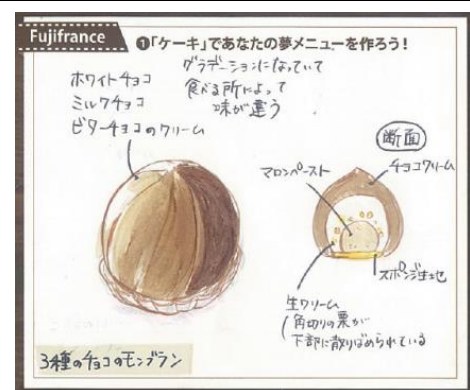 Fujifrance
❶「ケーキ」であなたの夢メニューを作ろう！
ホワイトチョコ
ミルクチョコ
ビターチョコのクリーム
グラデーションになっていて
食べる所によって
味が違う
断面
マロンペースト
チョコクリーム
スポンジ生地
生クリーム
角切りの栗が
下部に散りばめられている
3種のチョコのモンブラン